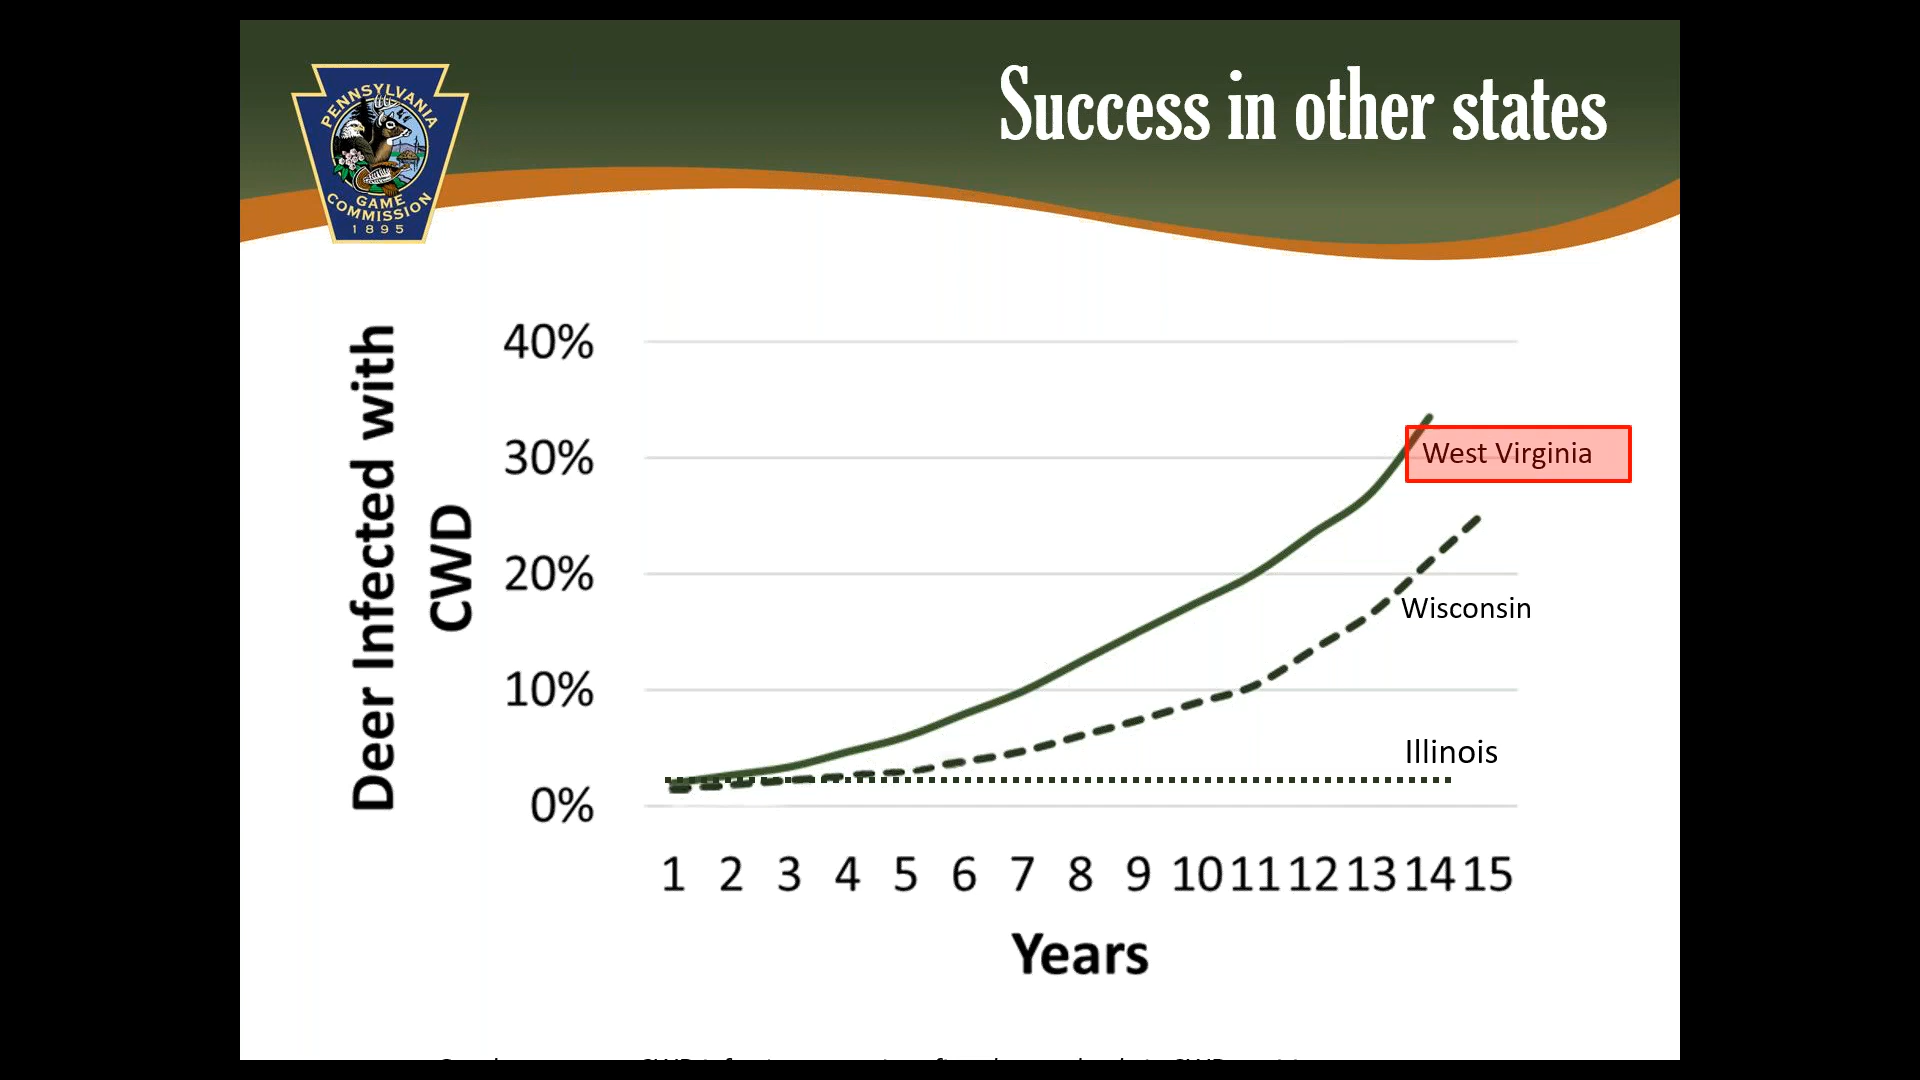 Success in other states
PENNSYLVANIA
GAME
COMMISSION
1895
Deer Infected with
CWD
40%
30%
20%
10%
0%
West Virginia
Wisconsin
Illinois
1 2 3 4 5 6 7 8 9 10 11 12 13 14 15
Years